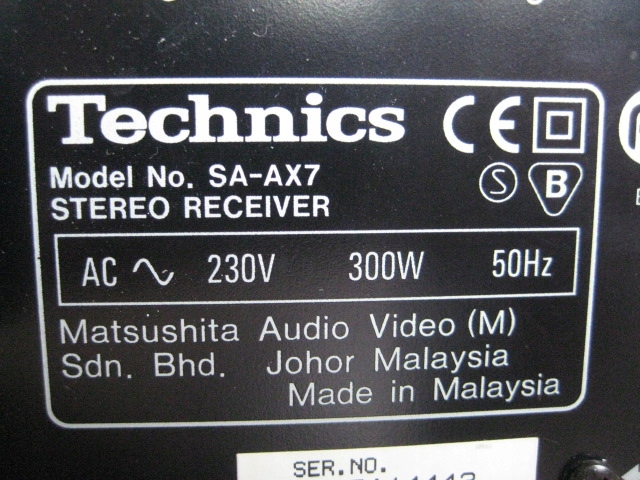 Technics CE
Model No. SA-AX7 S B
STEREO RECEIVER
AC 230V 300W 50Hz
Matsushita Audio Video (M)
Sdn. Bhd. Johor Malaysia
Made in Malaysia
SER.NO.